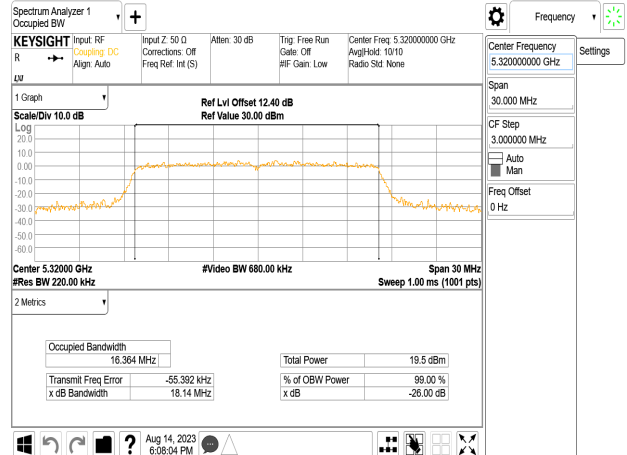 Spectrum Analyzer 1
Occupied BW
Frequency
KEYSIGHT
R
Input: RF
Coupling: DC
Align: Auto
Input Z: 50 Ω
Corrections: Off
Freq Ref: Int (S)
Atten: 30 dB
Trig: Free Run
Gate: Off
#IF Gain: Low
Center Freq: 5.320000000 GHz
Avg|Hold: 10/10
Radio Std: None
Center Frequency
5.320000000 GHz
Settings
Span
30.000 MHz
CF Step
3.000000 MHz
Auto
Man
Freq Offset
0 Hz
1 Graph
Scale/Div 10.0 dB
Ref Lvl Offset 12.40 dB
Ref Value 30.00 dBm
Log
20.0
10.0
0.00
-10.0
-20.0
-30.0
-40.0
-50.0
-60.0
Center 5.32000 GHz
#Video BW 680.00 kHz
Span 30 MHz
#Res BW 220.00 kHz
Sweep 1.00 ms (1001 pts)
2 Metrics
Occupied Bandwidth
16.364 MHz
Total Power 19.5 dBm
Transmit Freq Error -55.392 kHz
% of OBW Power 99.00 %
x dB Bandwidth 18.14 MHz
x dB -26.00 dB
?
Aug 14, 2023
6:08:04 PM